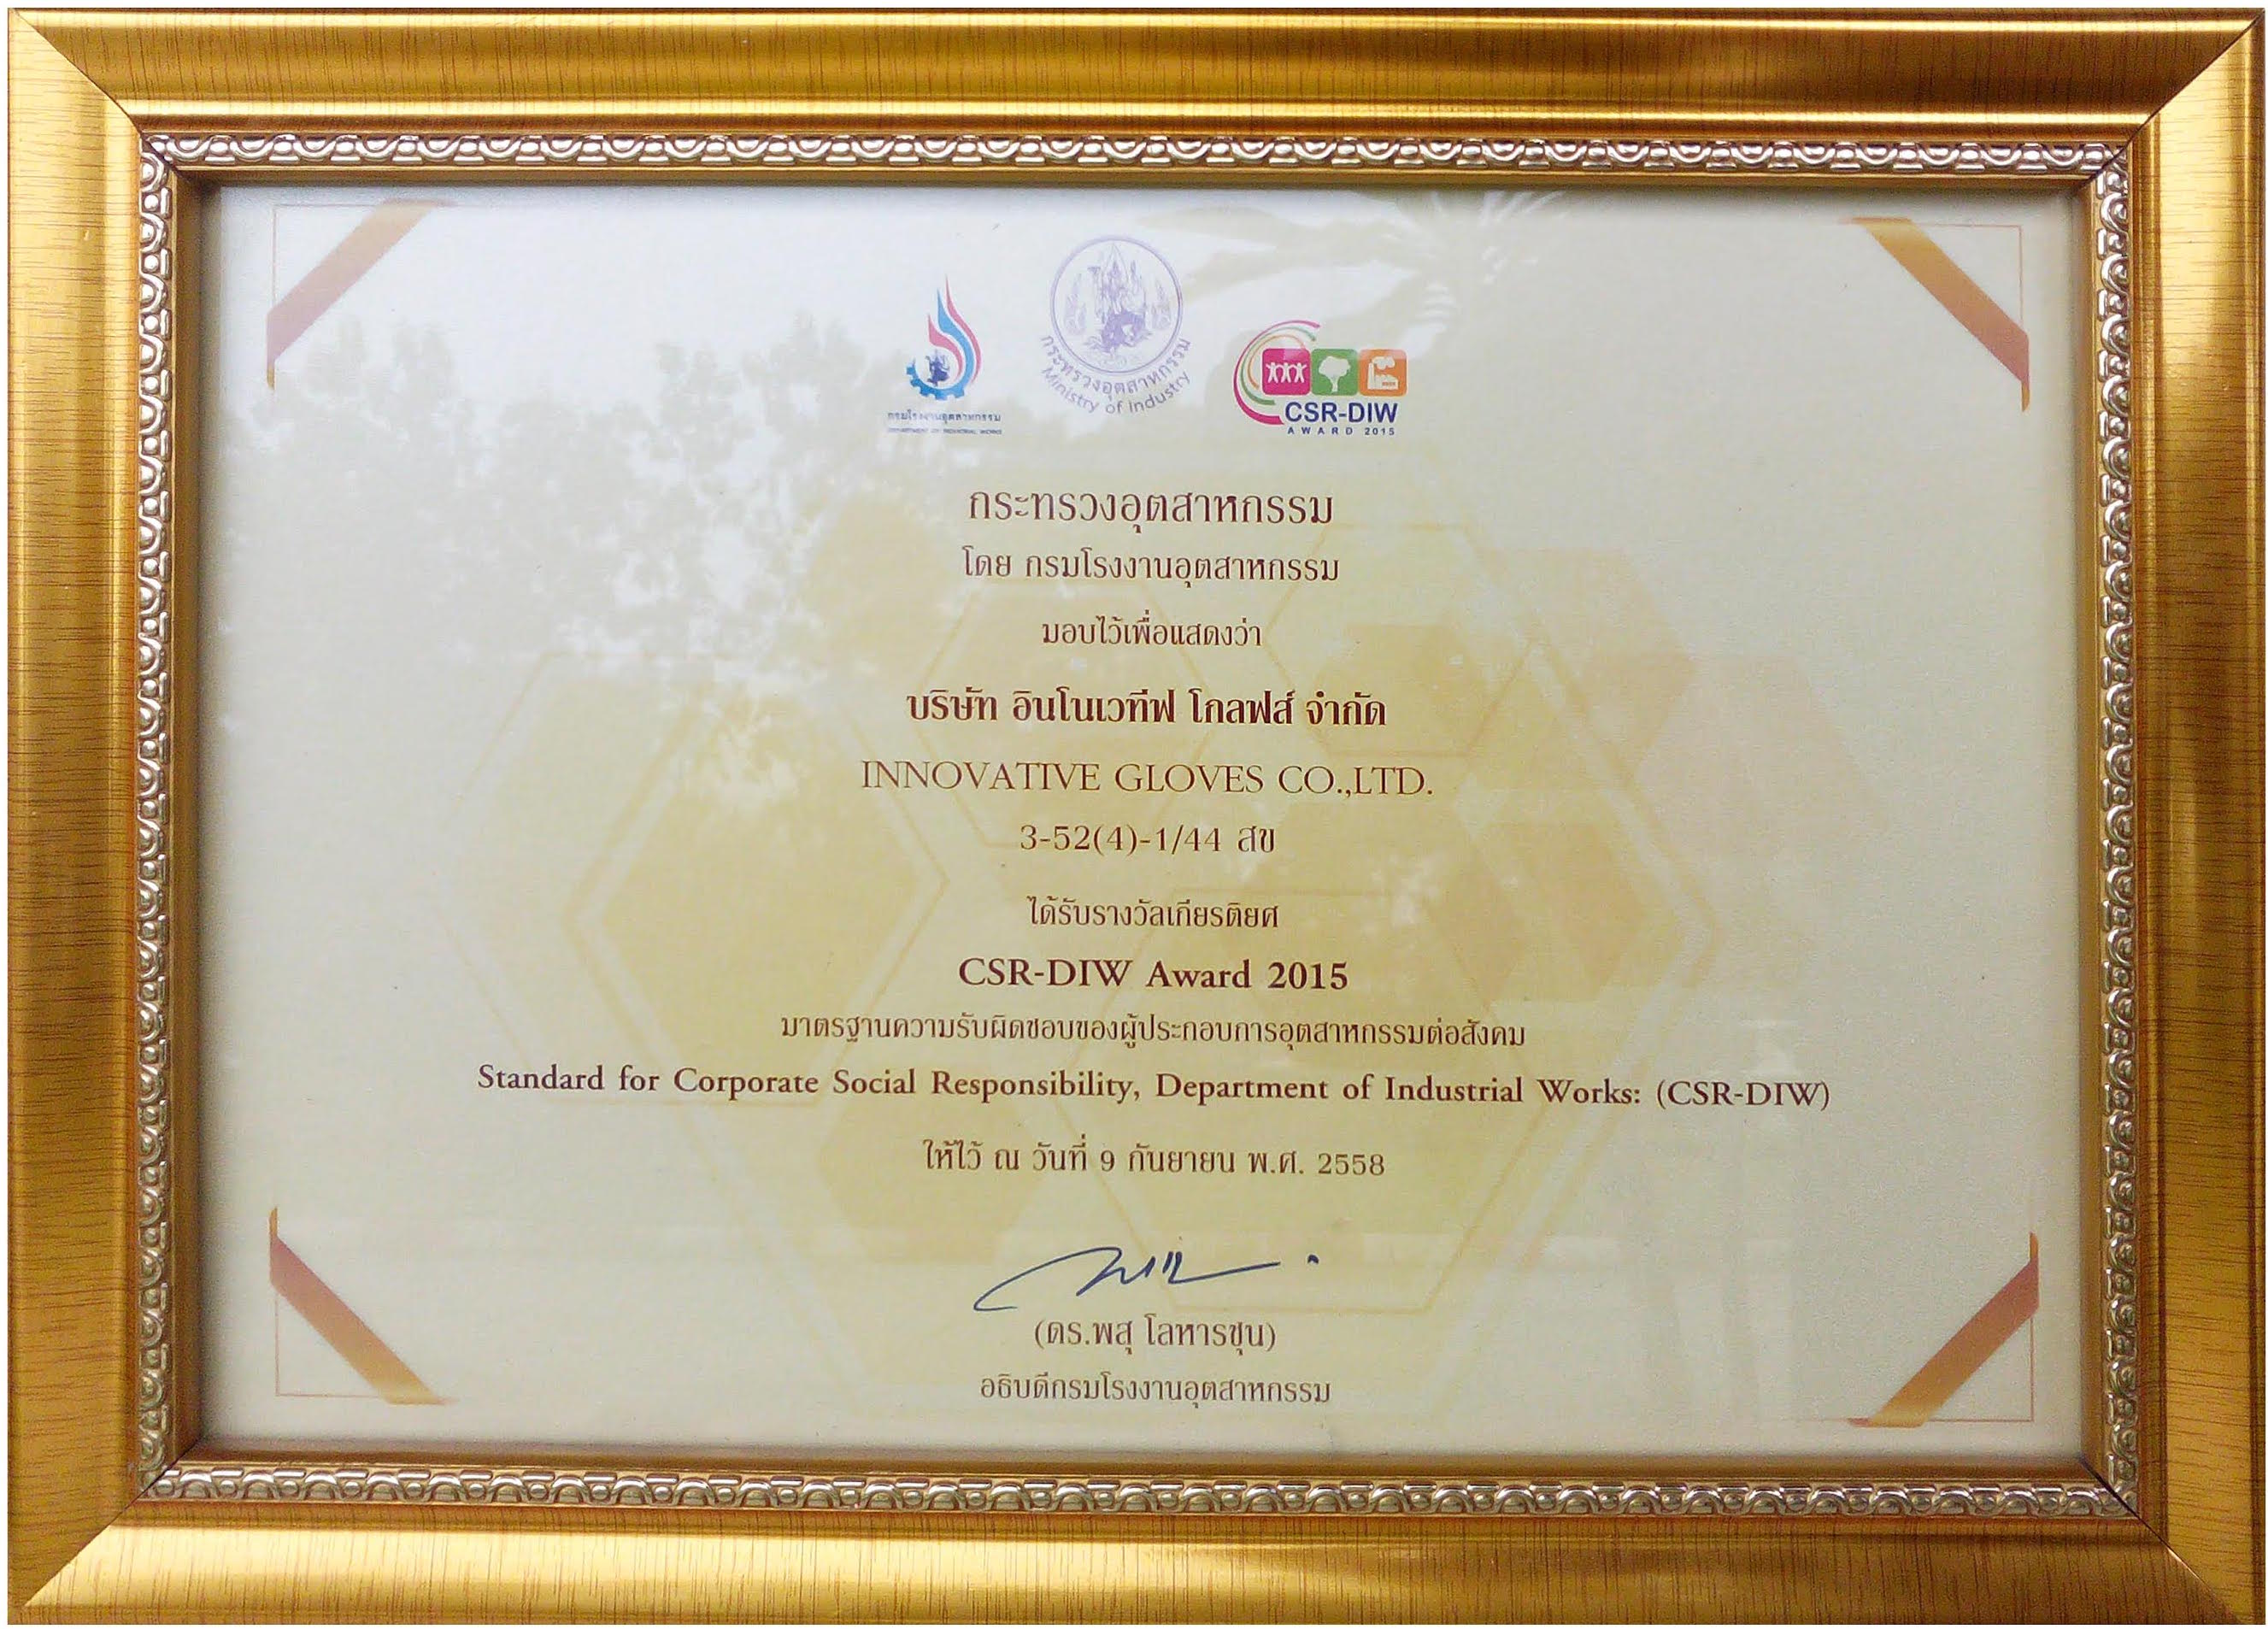 กรมโรงงานอุตสาหกรรม
DEPARTMENT OF INDUSTRIAL WORKS
กระทรวงอุตสาหกรรม
Ministry of Industry
CSR-DIW
AWARD 2015
กระทรวงอุตสาหกรรม
โดย กรมโรงงานอุตสาหกรรม
มอบไว้เพื่อแสดงว่า
บริษัท อินโนเวทีฟ โกลฟส์ จำกัด
INNOVATIVE GLOVES CO.,LTD.
3-52(4)-1/44 สข
ได้รับรางวัลเกียรติยศ
CSR-DIW Award 2015
มาตรฐานความรับผิดชอบของผู้ประกอบการอุตสาหกรรมต่อสังคม
Standard for Corporate Social Responsibility, Department of Industrial Works: (CSR-DIW)
ให้ไว้ ณ วันที่ 9 กันยายน พ.ศ. 2558
(ดร.พสุ โลหารชุน)
อธิบดีกรมโรงงานอุตสาหกรรม